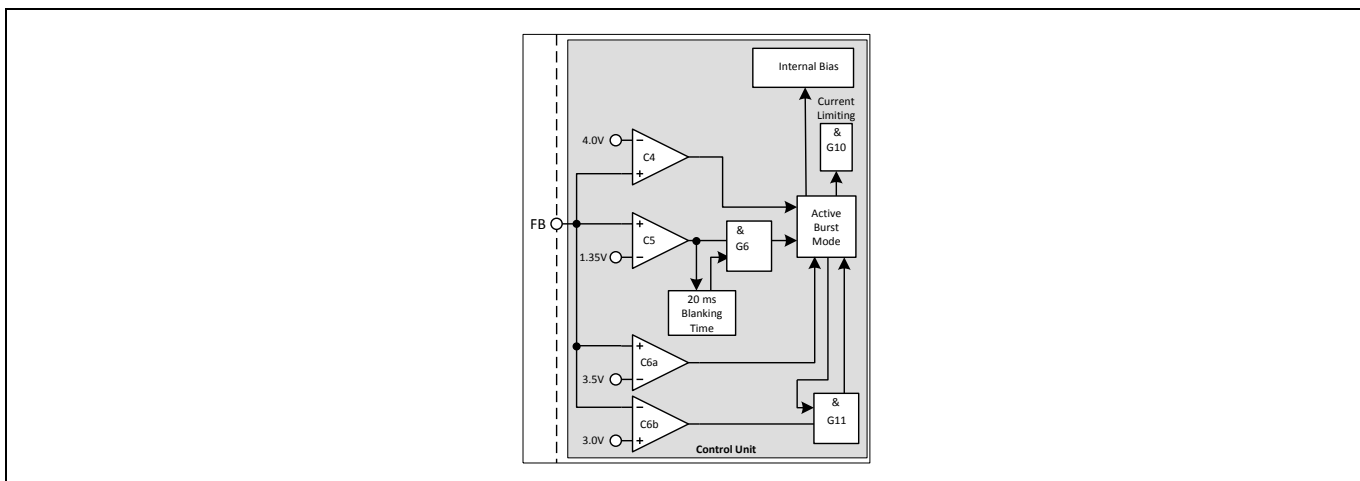 Internal Bias
Current
Limiting
&
G10
4.0V
−
C4
+
FB
+
C5
−
1.35V
&
G6
Active
Burst
Mode
20 ms
Blanking
Time
+
C6a
−
3.5V
−
C6b
+
3.0V
&
G11
Control Unit